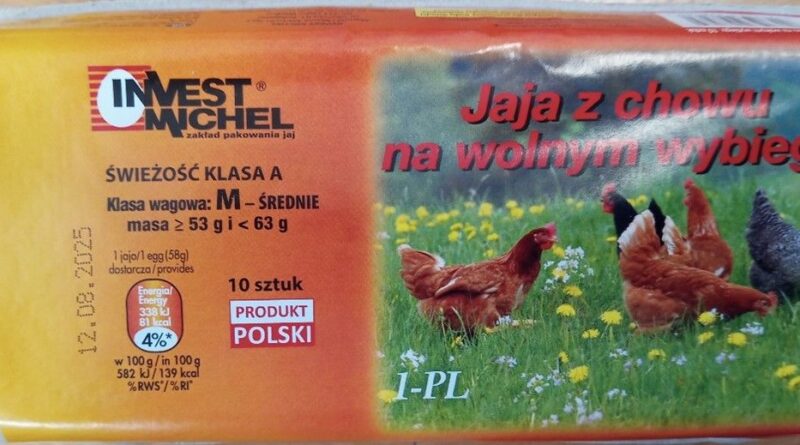 INVEST®
MICHEL
zakład pakowania jaj
ŚWIEŻOŚĆ KLASA A
Klasa wagowa: M – ŚREDNIE
masa ≥ 53 g i < 63 g
12.08.2025
1 jajo/1 egg (58g)
dostarcza/provides
Energia/
Energy
338 kJ
81 kcal
4%*
w 100 g / in 100 g
582 kJ / 139 kcal
%RWS*/%RI*
10 sztuk
PRODUKT
POLSKI
Jaja z chowu
na wolnym wybieg
1-PL